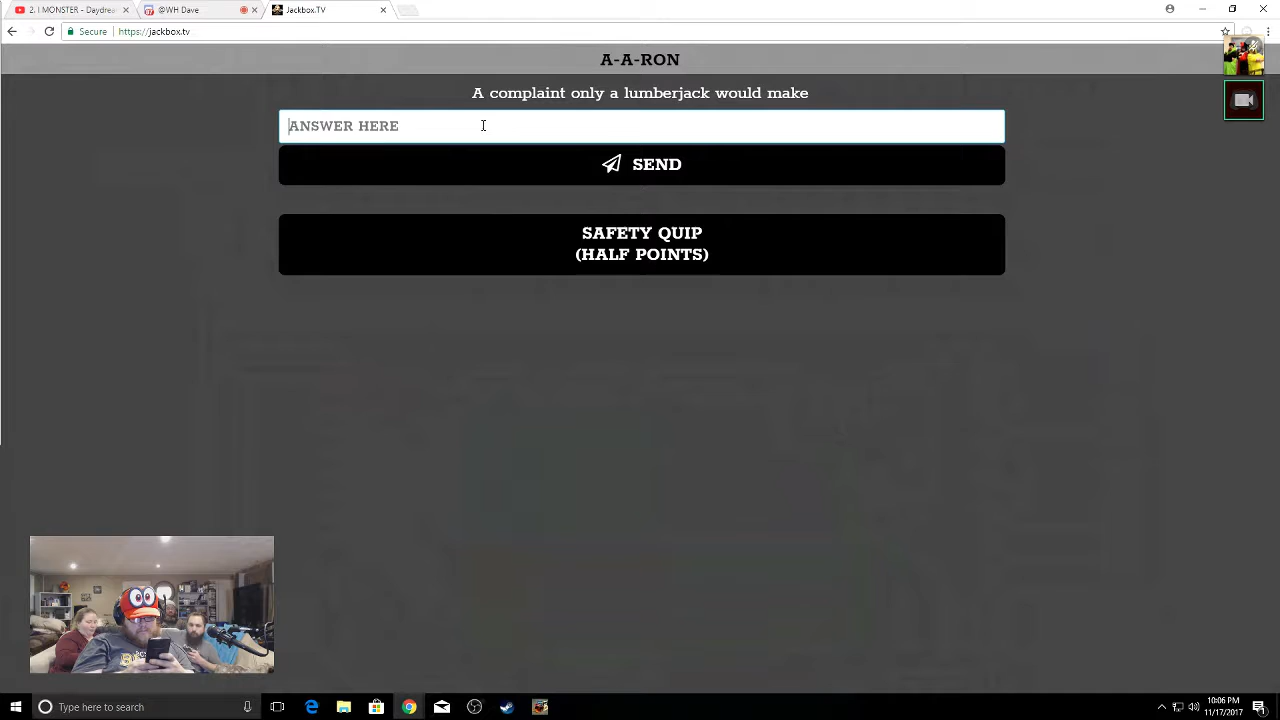 2. I MONSTER - Daydrea
@WH Dave
Jackbox.TV
Secure
https://jackbox.tv
A-A-RON
A complaint only a lumberjack would make
ANSWER HERE
SEND
SAFETY QUIP
(HALF POINTS)
Type here to search
10:06 PM
11/17/2017